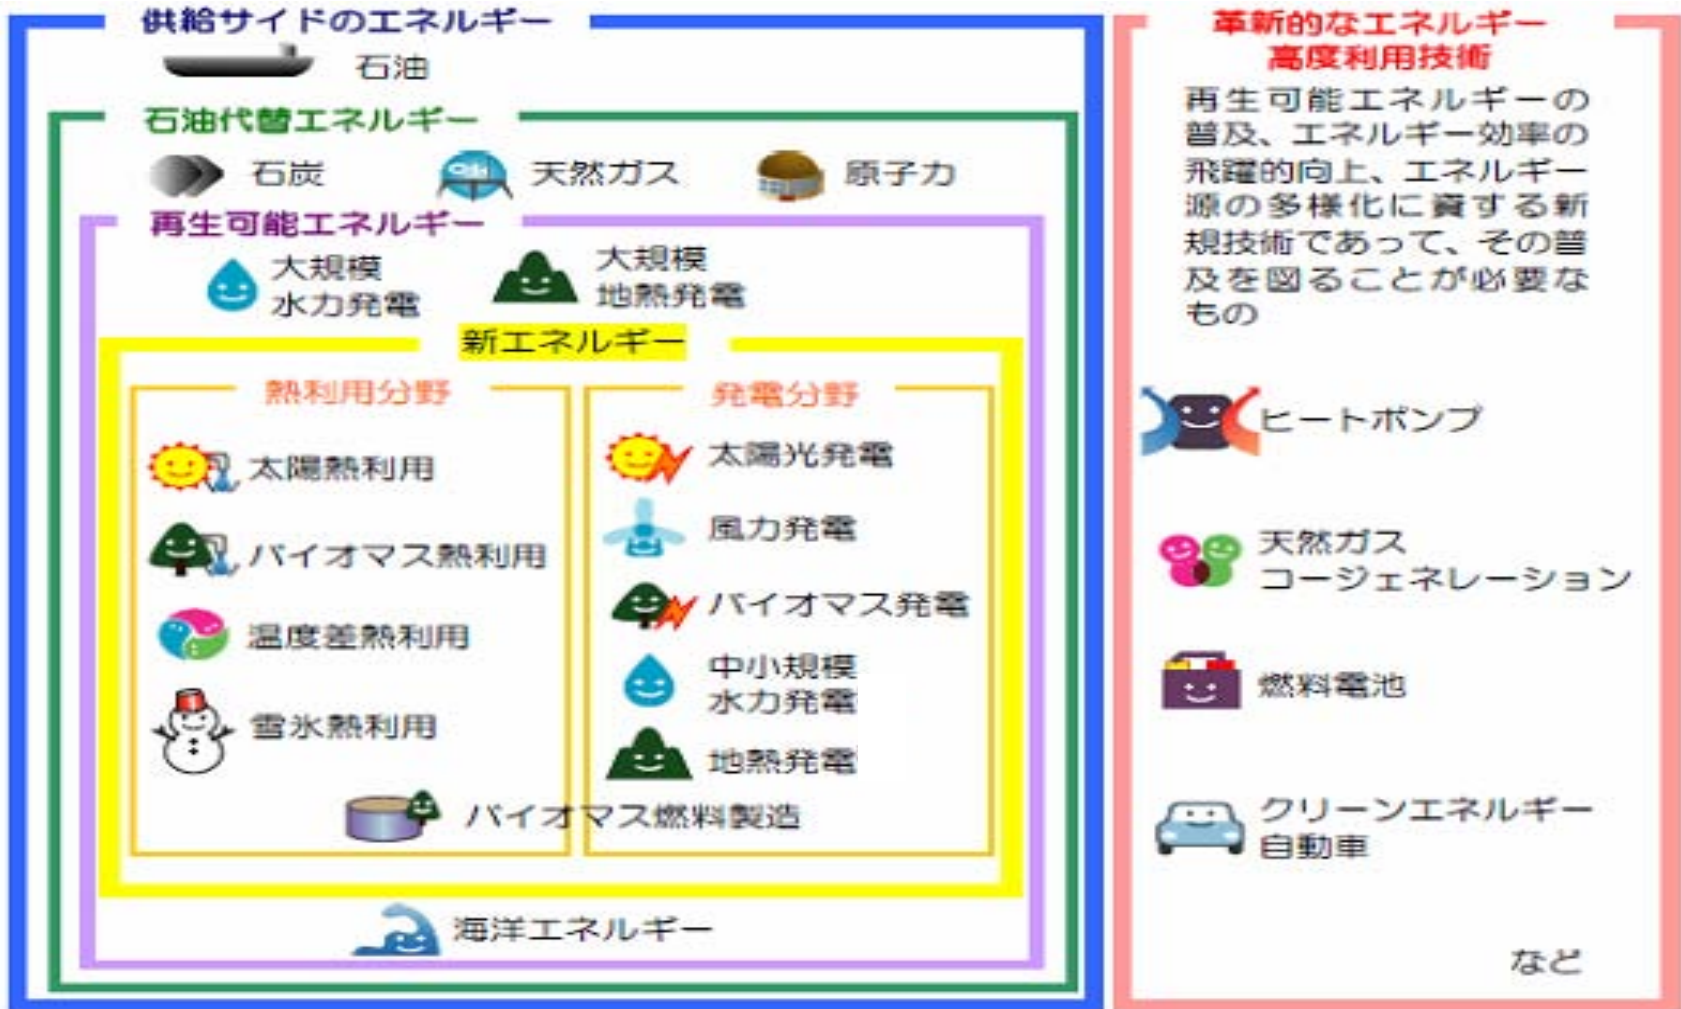 供給サイドのエネルギー
石油
石油代替エネルギー
石炭
天然ガス
原子力
再生可能エネルギー
大規模
水力発電
大規模
地熱発電
新エネルギー
熱利用分野
太陽熱利用
バイオマス熱利用
温度差熱利用
雪氷熱利用
発電分野
太陽光発電
風力発電
バイオマス発電
中小規模
水力発電
地熱発電
バイオマス燃料製造
海洋エネルギー
革新的なエネルギー
高度利用技術
再生可能エネルギーの
普及、エネルギー効率の
飛躍的向上、エネルギー
源の多様化に資する新
規技術であって、その普
及を図ることが必要な
もの
ヒートポンプ
天然ガス
コージェネレーション
燃料電池
クリーンエネルギー
自動車
など